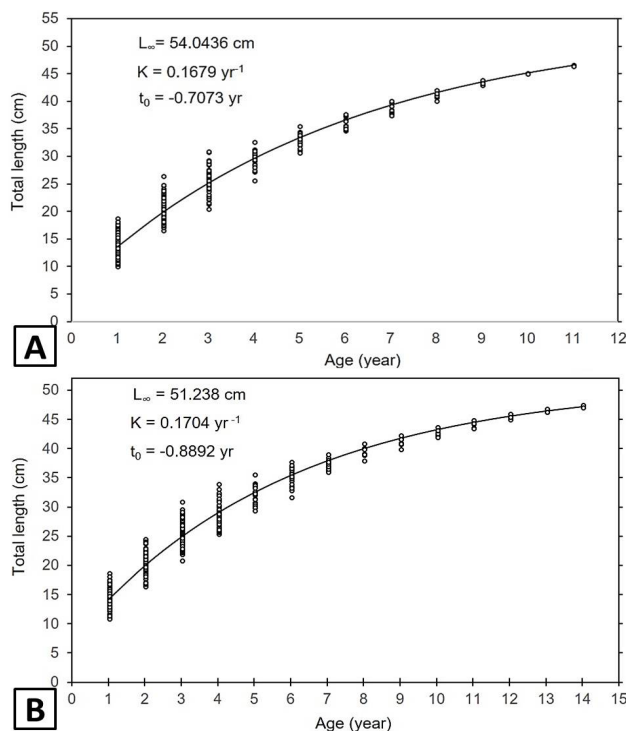 55
50
45
40
35
30
25
20
15
10
5
0
Total length (cm)
L∞= 54.0436 cm
K = 0.1679 yr⁻¹
t₀ = -0.7073 yr
0 1 2 3 4 5 6 7 8 9 10 11 12
Age (year)
A
50
45
40
35
30
25
20
15
10
5
0
Total length (cm)
L∞= 51.238 cm
K = 0.1704 yr⁻¹
t₀ = -0.8892 yr
0 1 2 3 4 5 6 7 8 9 10 11 12 13 14 15
Age (year)
B